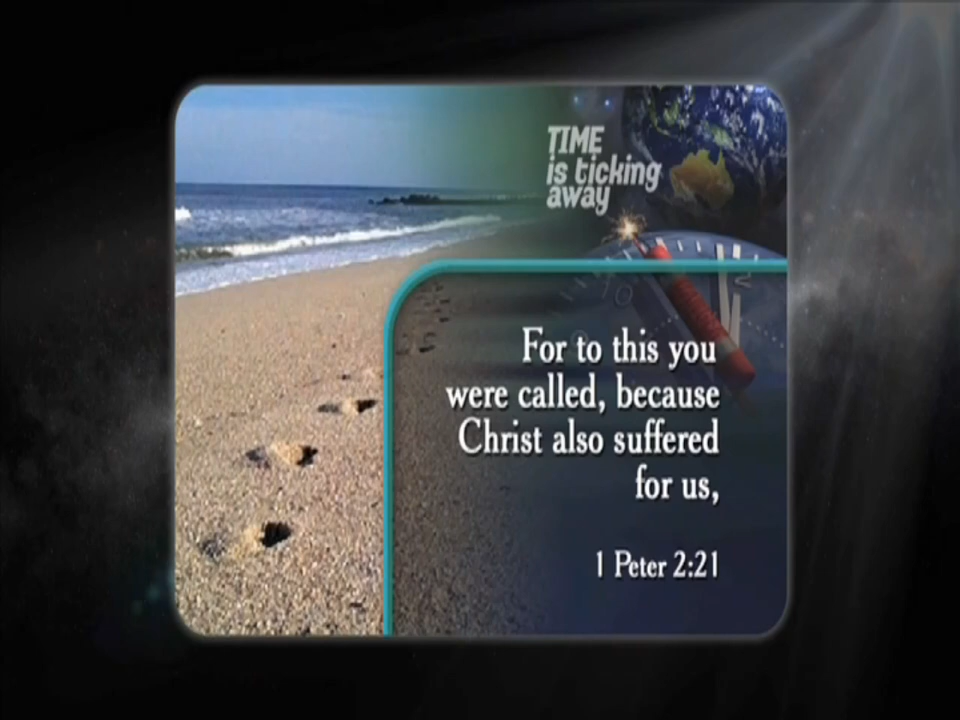 TIME
is ticking
away
For to this you
were called, because
Christ also suffered
for us,
1 Peter 2:21